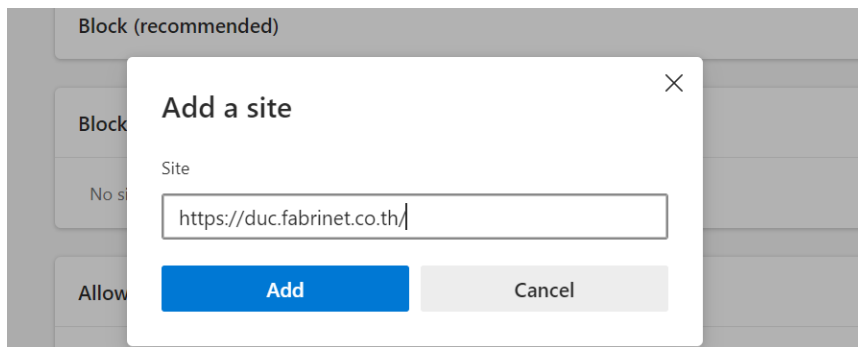 Block (recommended)
Add a site
Block
Site
No si
https://duc.fabrinet.co.th/
Allow
Add
Cancel